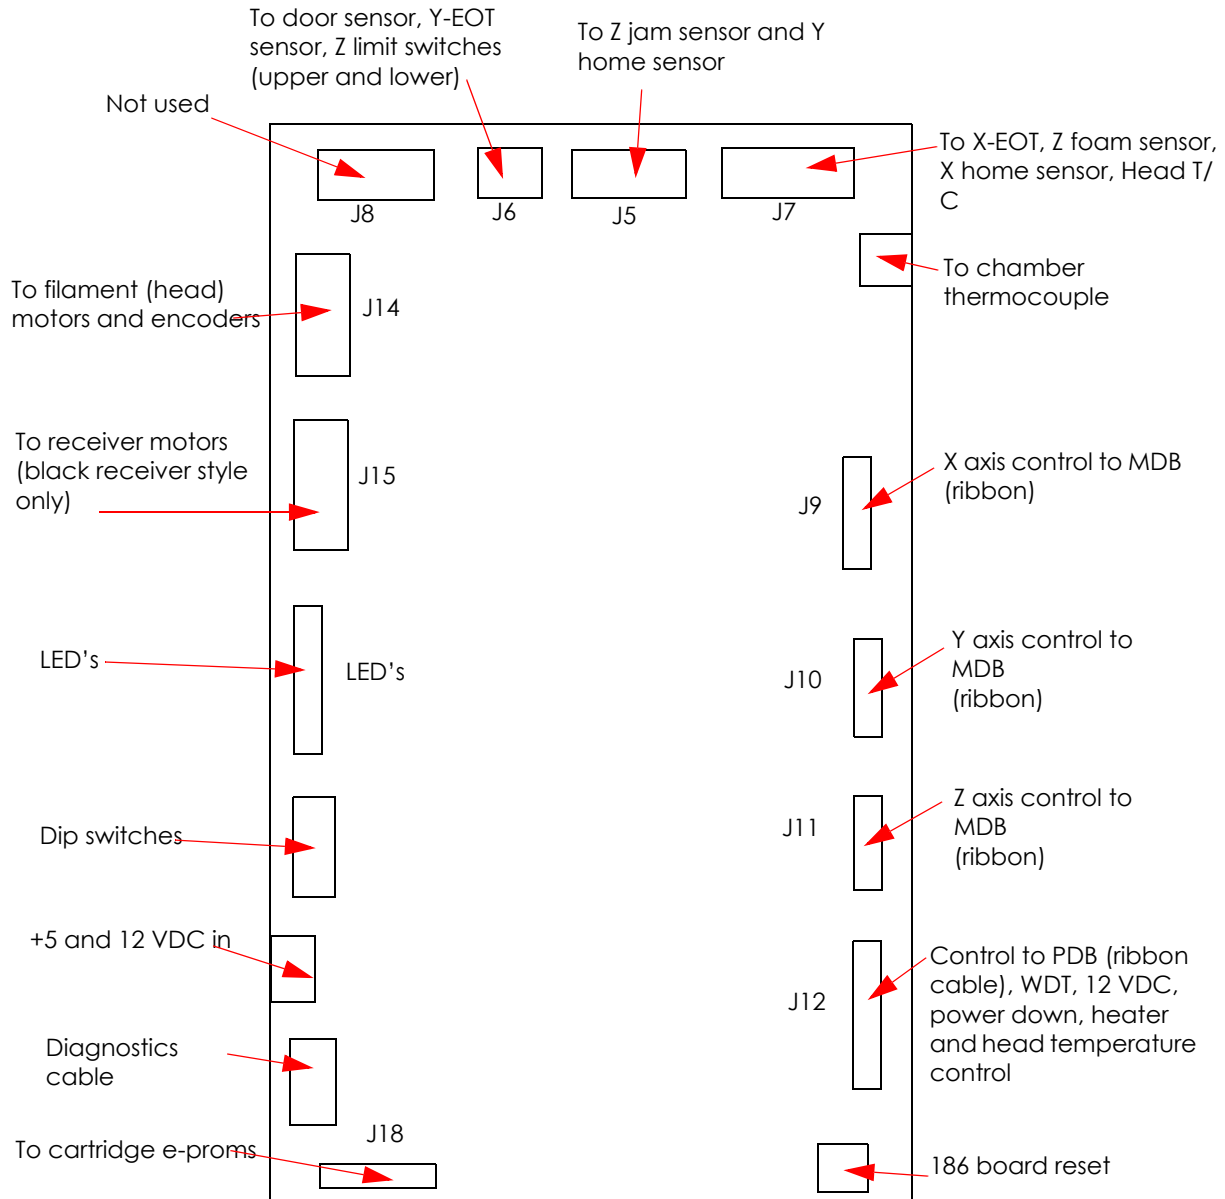 To door sensor, Y-EOT
sensor, Z limit switches
(upper and lower)
To Z jam sensor and Y
home sensor
Not used
To X-EOT, Z foam sensor,
X home sensor, Head T/
C
J8
J6
J5
J7
To chamber
thermocouple
To filament (head)
motors and encoders
J14
To receiver motors
(black receiver style
only)
J15
X axis control to MDB
(ribbon)
J9
LED's
LED's
Y axis control to
MDB
(ribbon)
J10
Dip switches
Z axis control to
MDB
(ribbon)
J11
+5 and 12 VDC in
Control to PDB (ribbon
cable), WDT, 12 VDC,
power down, heater
and head temperature
control
J12
Diagnostics
cable
J18
To cartridge e-proms
186 board reset